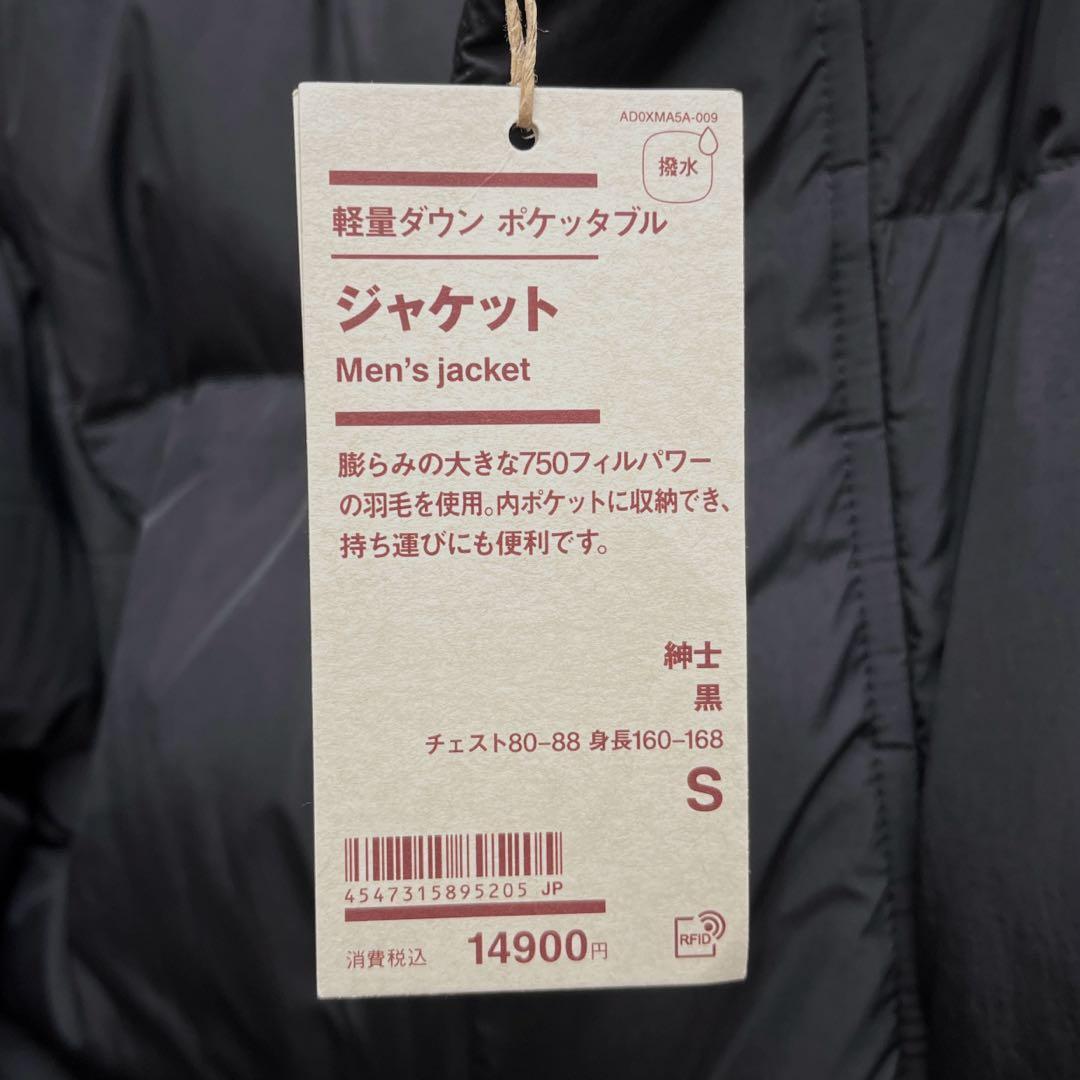 AD0XMA5A-009
撥水
軽量ダウン ポケッタブル
ジャケット
Men's jacket
膨らみの大きな750フィルパワー
の羽毛を使用。内ポケットに収納でき、
持ち運びにも便利です。
紳士
黒
チェスト80–88 身長160–168
S
4547315895205 JP
消費税込 14900円
RFID